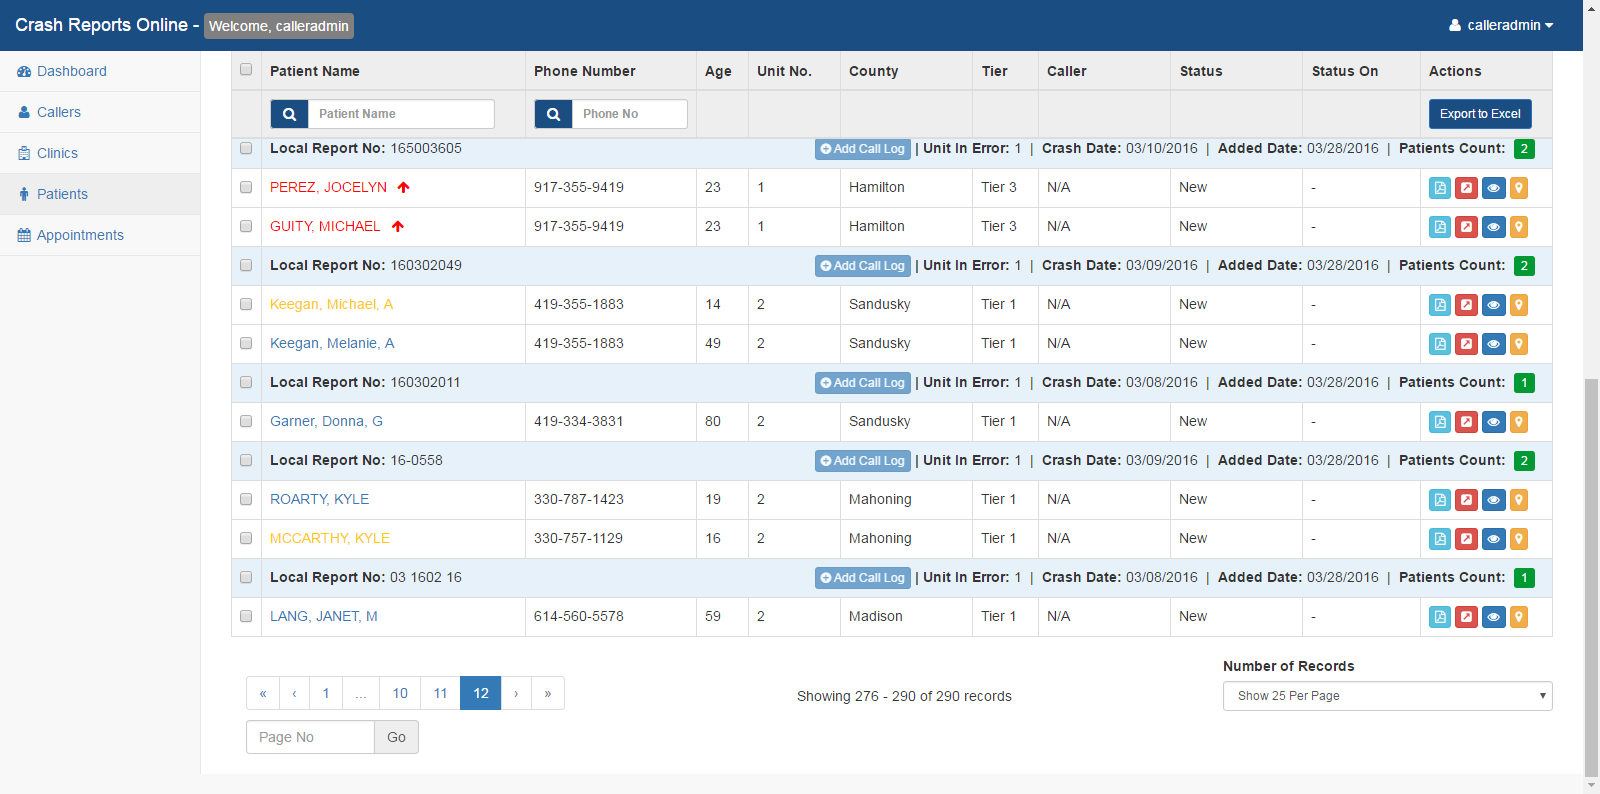 Crash Reports Online - Welcome, calleradmin
calleradmin
Dashboard
Callers
Clinics
Patients
Appointments
Patient Name Phone Number Age Unit No. County Tier Caller Status Status On Actions
Patient Name Phone No Export to Excel
Local Report No: 165003605 Add Call Log | Unit In Error: 1 | Crash Date: 03/10/2016 | Added Date: 03/28/2016 | Patients Count: 2
PEREZ, JOCELYN 917-355-9419 23 1 Hamilton Tier 3 N/A New -
GUITY, MICHAEL 917-355-9419 23 1 Hamilton Tier 3 N/A New -
Local Report No: 160302049 Add Call Log | Unit In Error: 1 | Crash Date: 03/09/2016 | Added Date: 03/28/2016 | Patients Count: 2
Keegan, Michael, A 419-355-1883 14 2 Sandusky Tier 1 N/A New -
Keegan, Melanie, A 419-355-1883 49 2 Sandusky Tier 1 N/A New -
Local Report No: 160302011 Add Call Log | Unit In Error: 1 | Crash Date: 03/08/2016 | Added Date: 03/28/2016 | Patients Count: 1
Garner, Donna, G 419-334-3831 80 2 Sandusky Tier 1 N/A New -
Local Report No: 16-0558 Add Call Log | Unit In Error: 1 | Crash Date: 03/09/2016 | Added Date: 03/28/2016 | Patients Count: 2
ROARTY, KYLE 330-787-1423 19 2 Mahoning Tier 1 N/A New -
MCCARTHY, KYLE 330-757-1129 16 2 Mahoning Tier 1 N/A New -
Local Report No: 03 1602 16 Add Call Log | Unit In Error: 1 | Crash Date: 03/08/2016 | Added Date: 03/28/2016 | Patients Count: 1
LANG, JANET, M 614-560-5578 59 2 Madison Tier 1 N/A New -
Number of Records
« ‹ 1 ... 10 11 12 › »
Showing 276 - 290 of 290 records
Show 25 Per Page
Page No Go